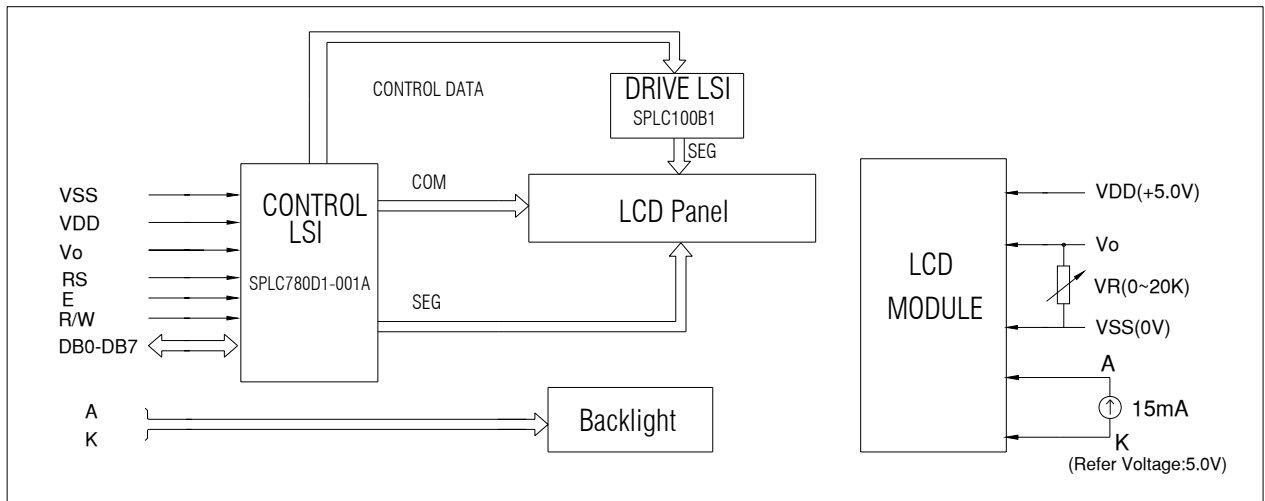 CONTROL DATA
DRIVE LSI
SPLC100B1
SEG
VSS
VDD
Vo
RS
E
R/W
DB0-DB7
CONTROL
LSI
SPLC780D1-001A
COM
LCD Panel
SEG
A
K
Backlight
LCD
MODULE
VDD(+5.0V)
Vo
VR(0~20K)
VSS(0V)
A
15mA
K
(Refer Voltage:5.0V)